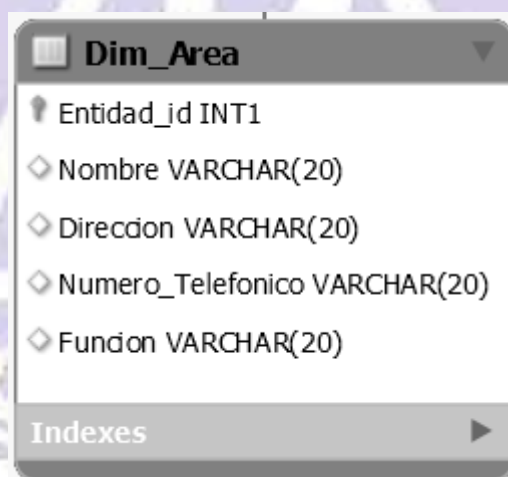 Dim_Area
Entidad_id INT1
Nombre VARCHAR(20)
Direccion VARCHAR(20)
Numero_Telefonico VARCHAR(20)
Funcion VARCHAR(20)
Indexes